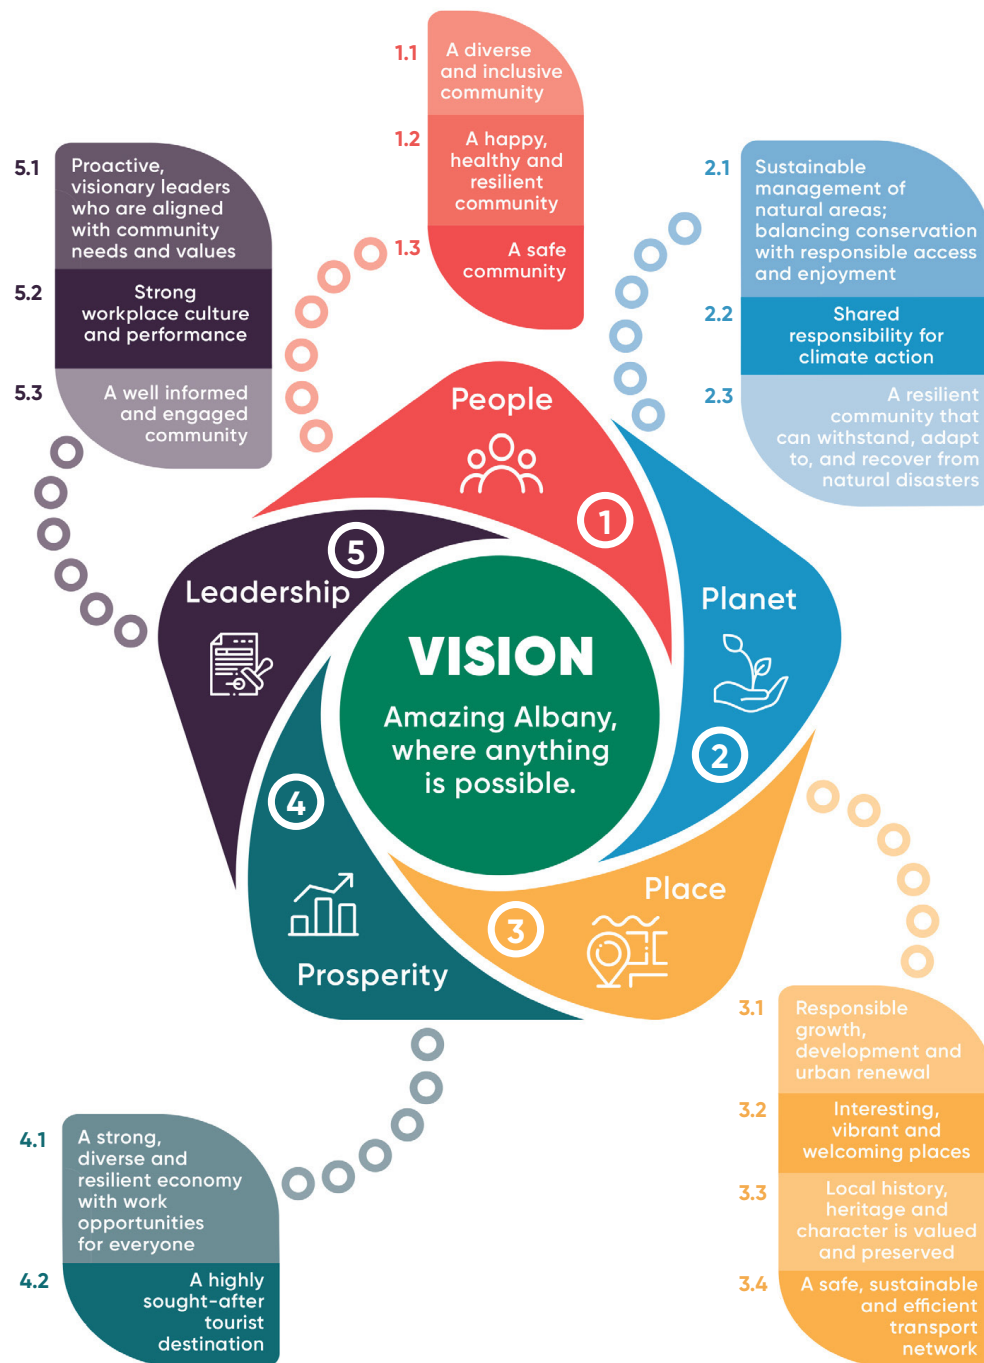 1.1 A diverse
and inclusive
community
1.2 A happy,
healthy and
resilient
community
1.3 A safe
community
5.1 Proactive,
visionary leaders
who are aligned
with community
needs and values
5.2 Strong
workplace culture
and performance
5.3 A well informed
and engaged
community
2.1 Sustainable
management of
natural areas;
balancing conservation
with responsible access
and enjoyment
2.2 Shared
responsibility for
climate action
2.3 A resilient
community that
can withstand, adapt
to, and recover from
natural disasters
People
1
5
Leadership
Planet
2
VISION
Amazing Albany,
where anything
is possible.
4
Prosperity
3
Place
3.1 Responsible
growth,
development and
urban renewal
3.2 Interesting,
vibrant and
welcoming places
3.3 Local history,
heritage and
character is valued
and preserved
3.4 A safe, sustainable
and efficient
transport
network
4.1 A strong,
diverse and
resilient economy
with work
opportunities
for everyone
4.2 A highly
sought-after
tourist
destination